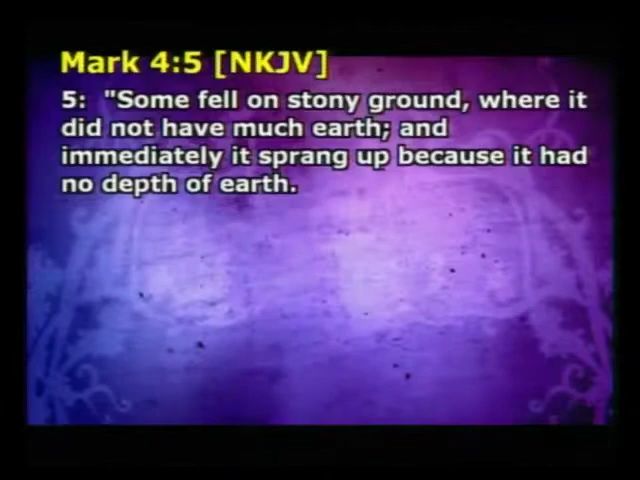 Mark 4:5 [NKJV]
5:  "Some fell on stony ground, where it
did not have much earth; and
immediately it sprang up because it had
no depth of earth.